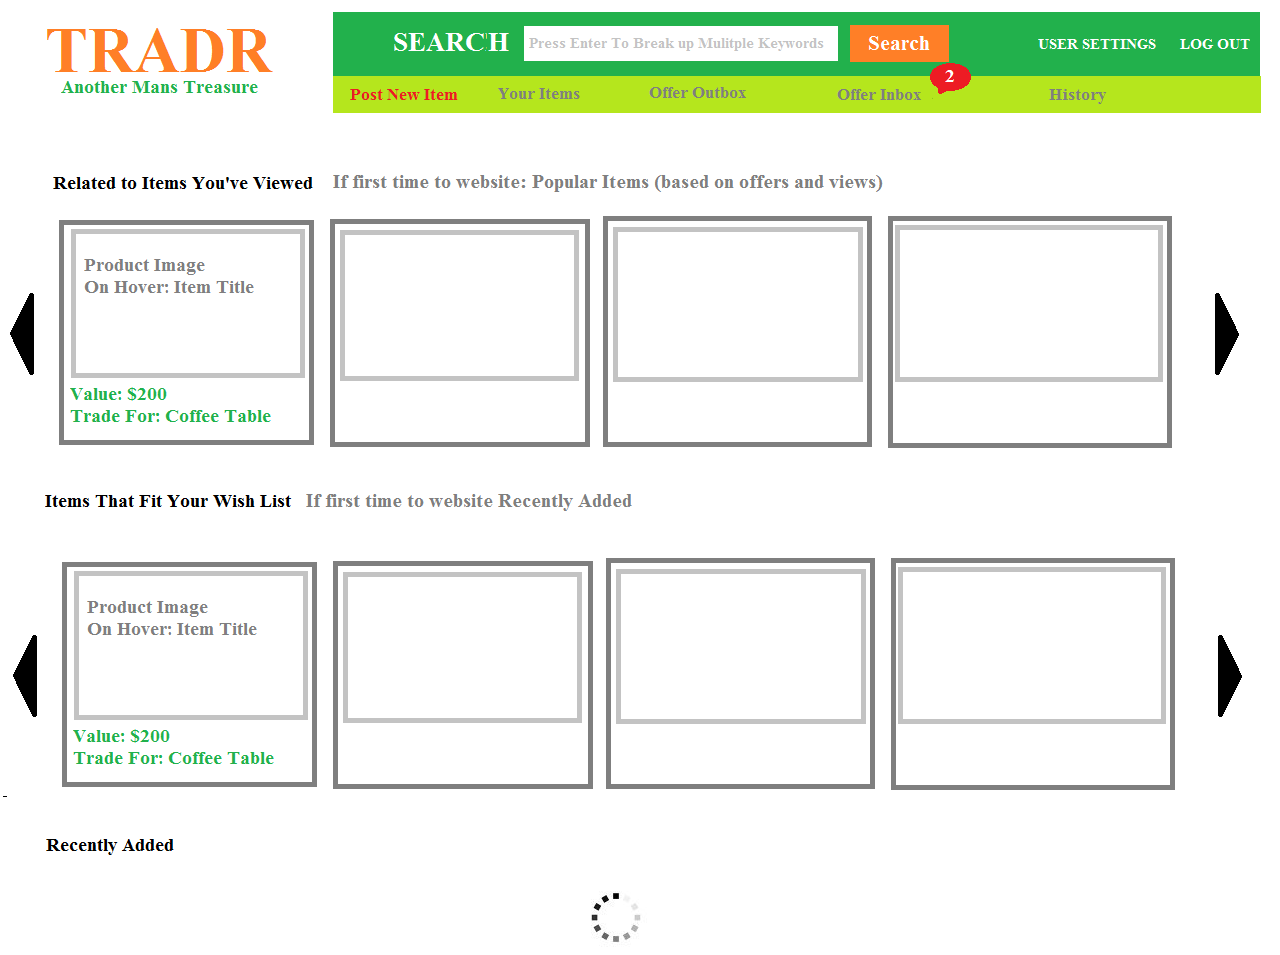 TRADR
Another Mans Treasure
SEARCH
Press Enter To Break up Mulitple Keywords
Search
USER SETTINGS
LOG OUT
Post New Item
Your Items
Offer Outbox
Offer Inbox
2
History
Related to Items You've Viewed
If first time to website: Popular Items (based on offers and views)
Product Image
On Hover: Item Title
Value: $200
Trade For: Coffee Table
Items That Fit Your Wish List
If first time to website Recently Added
Product Image
On Hover: Item Title
Value: $200
Trade For: Coffee Table
-
Recently Added